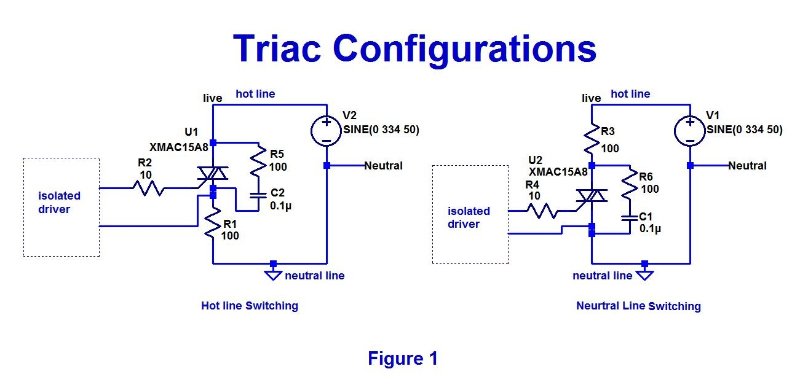 Triac Configurations
hot line
live
V2
SINE(0 334 50)
U1
XMAC15A8
R2
10
R5
100
Neutral
C2
0.1µ
isolated
driver
R1
100
neutral line
Hot line Switching
hot line
live
V1
SINE(0 334 50)
R3
100
U2
XMAC15A8
R4
10
R6
100
Neutral
C1
0.1µ
isolated
driver
neutral line
Neurtral Line Switching
Figure 1